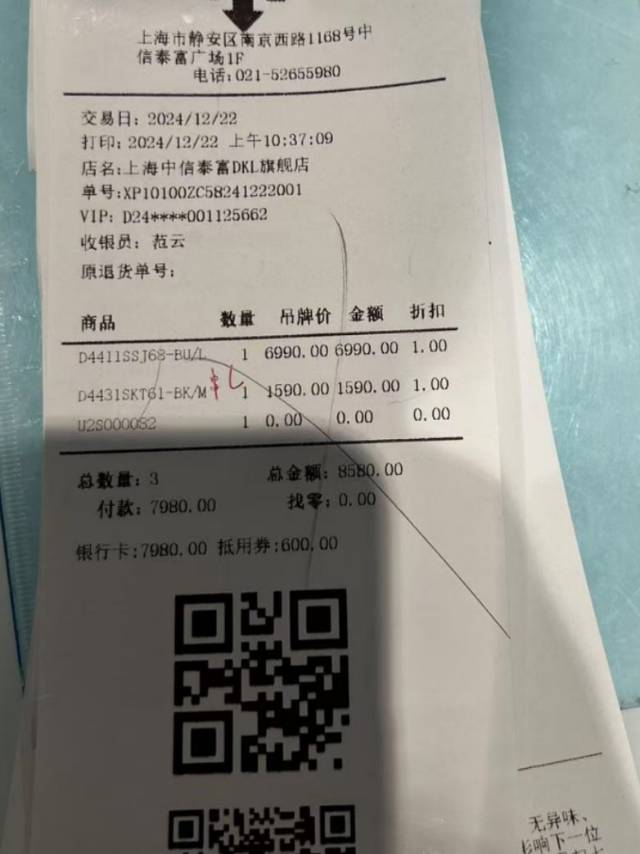 上海市静安区南京西路1168号中
信泰富广场1F
电话:021-52655980
交易日: 2024/12/22
打印: 2024/12/22 上午10:37:09
店名:上海中信泰富DKL旗舰店
单号:XP10100ZC58241222001
VIP: D24****001125662
收银员: 范云
原退货单号:
商品 数量 吊牌价 金额 折扣
D4411SSJ68-BU/L 1 6990.00 6990.00 1.00
D4431SKT61-BK/M 1 1590.00 1590.00 1.00
U2S000082 1 0.00 0.00 0.00
总数量: 3 总金额: 8580.00
付款: 7980.00 找零: 0.00
银行卡:7980.00 抵用券:600.00
无异味、
影响下一位